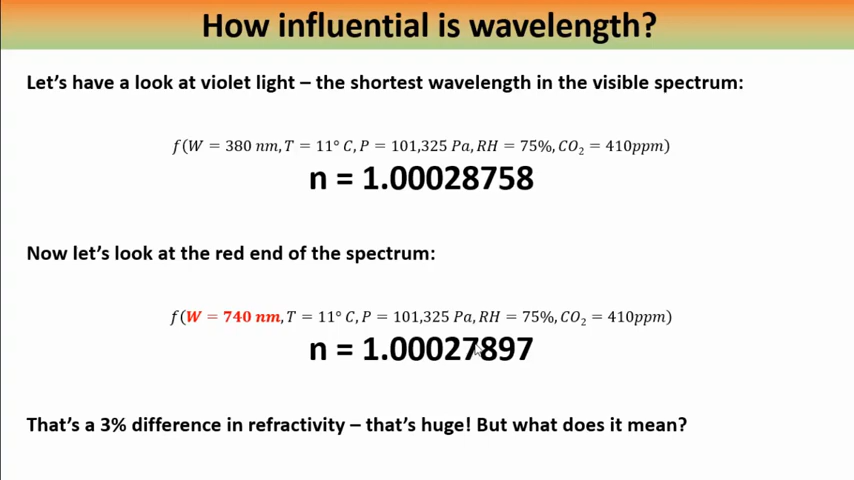 How influential is wavelength?
Let's have a look at violet light – the shortest wavelength in the visible spectrum:
f(W = 380 nm, T = 11° C, P = 101,325 Pa, RH = 75%, CO₂ = 410ppm)
n = 1.00028758
Now let's look at the red end of the spectrum:
f(W = 740 nm, T = 11° C, P = 101,325 Pa, RH = 75%, CO₂ = 410ppm)
n = 1.00027897
That's a 3% difference in refractivity – that's huge! But what does it mean?